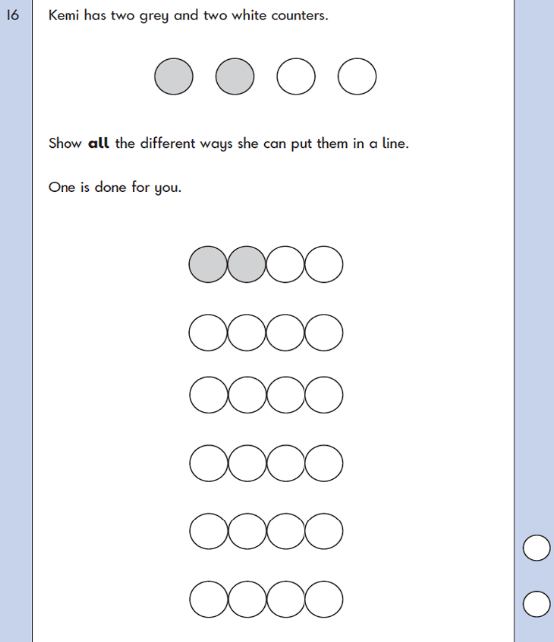 16
Kemi has two grey and two white counters.
Show all the different ways she can put them in a line.
One is done for you.